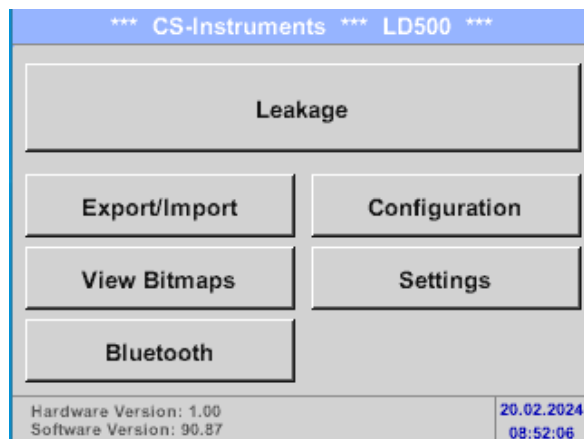 *** CS-Instruments *** LD500 ***
Leakage
Export/Import
Configuration
View Bitmaps
Settings
Bluetooth
Hardware Version: 1.00
Software Version: 90.87
20.02.2024
08:52:06